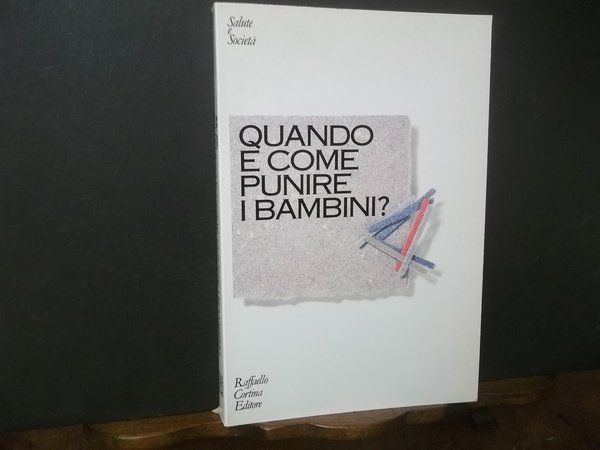 Salute
e
Società
QUANDO
E COME
PUNIRE
I BAMBINI?
Raffaello
Cortina
Editore